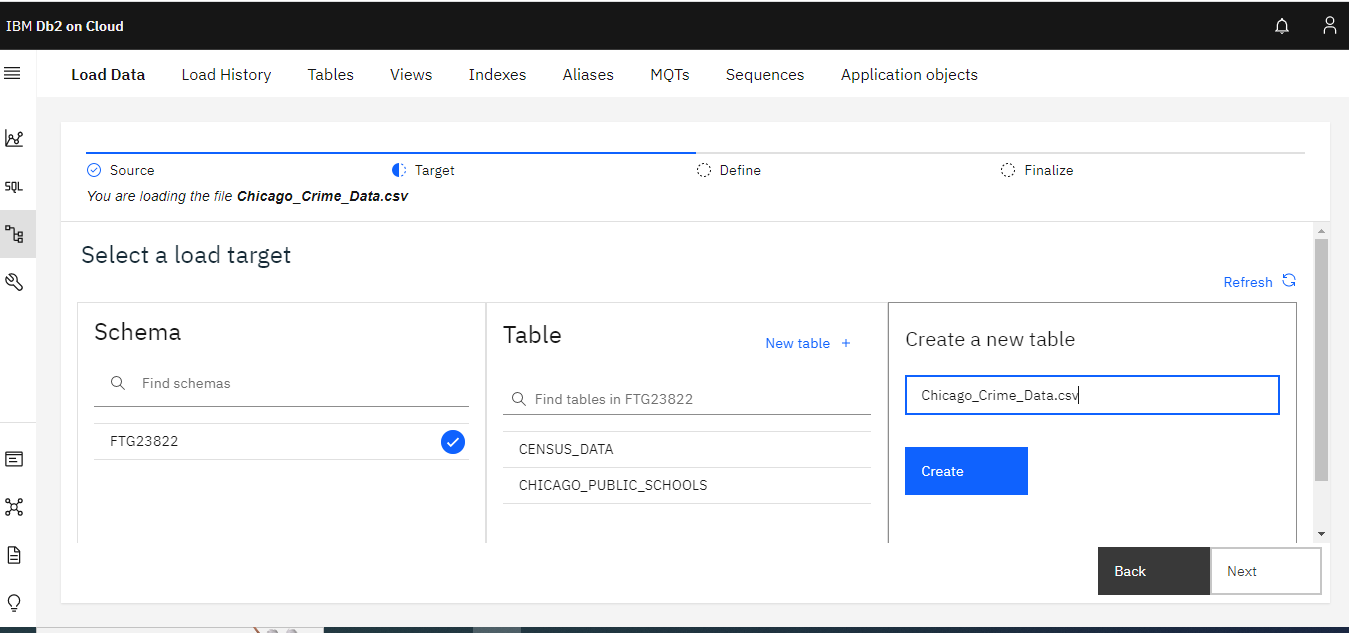 IBM Db2 on Cloud
Load Data Load History Tables Views Indexes Aliases MQTs Sequences Application objects
SQL
Source Target Define Finalize
You are loading the file Chicago_Crime_Data.csv
Select a load target
Refresh
Schema
Find schemas
FTG23822
Table
New table +
Find tables in FTG23822
CENSUS_DATA
CHICAGO_PUBLIC_SCHOOLS
Create a new table
Chicago_Crime_Data.csv
Create
Back Next